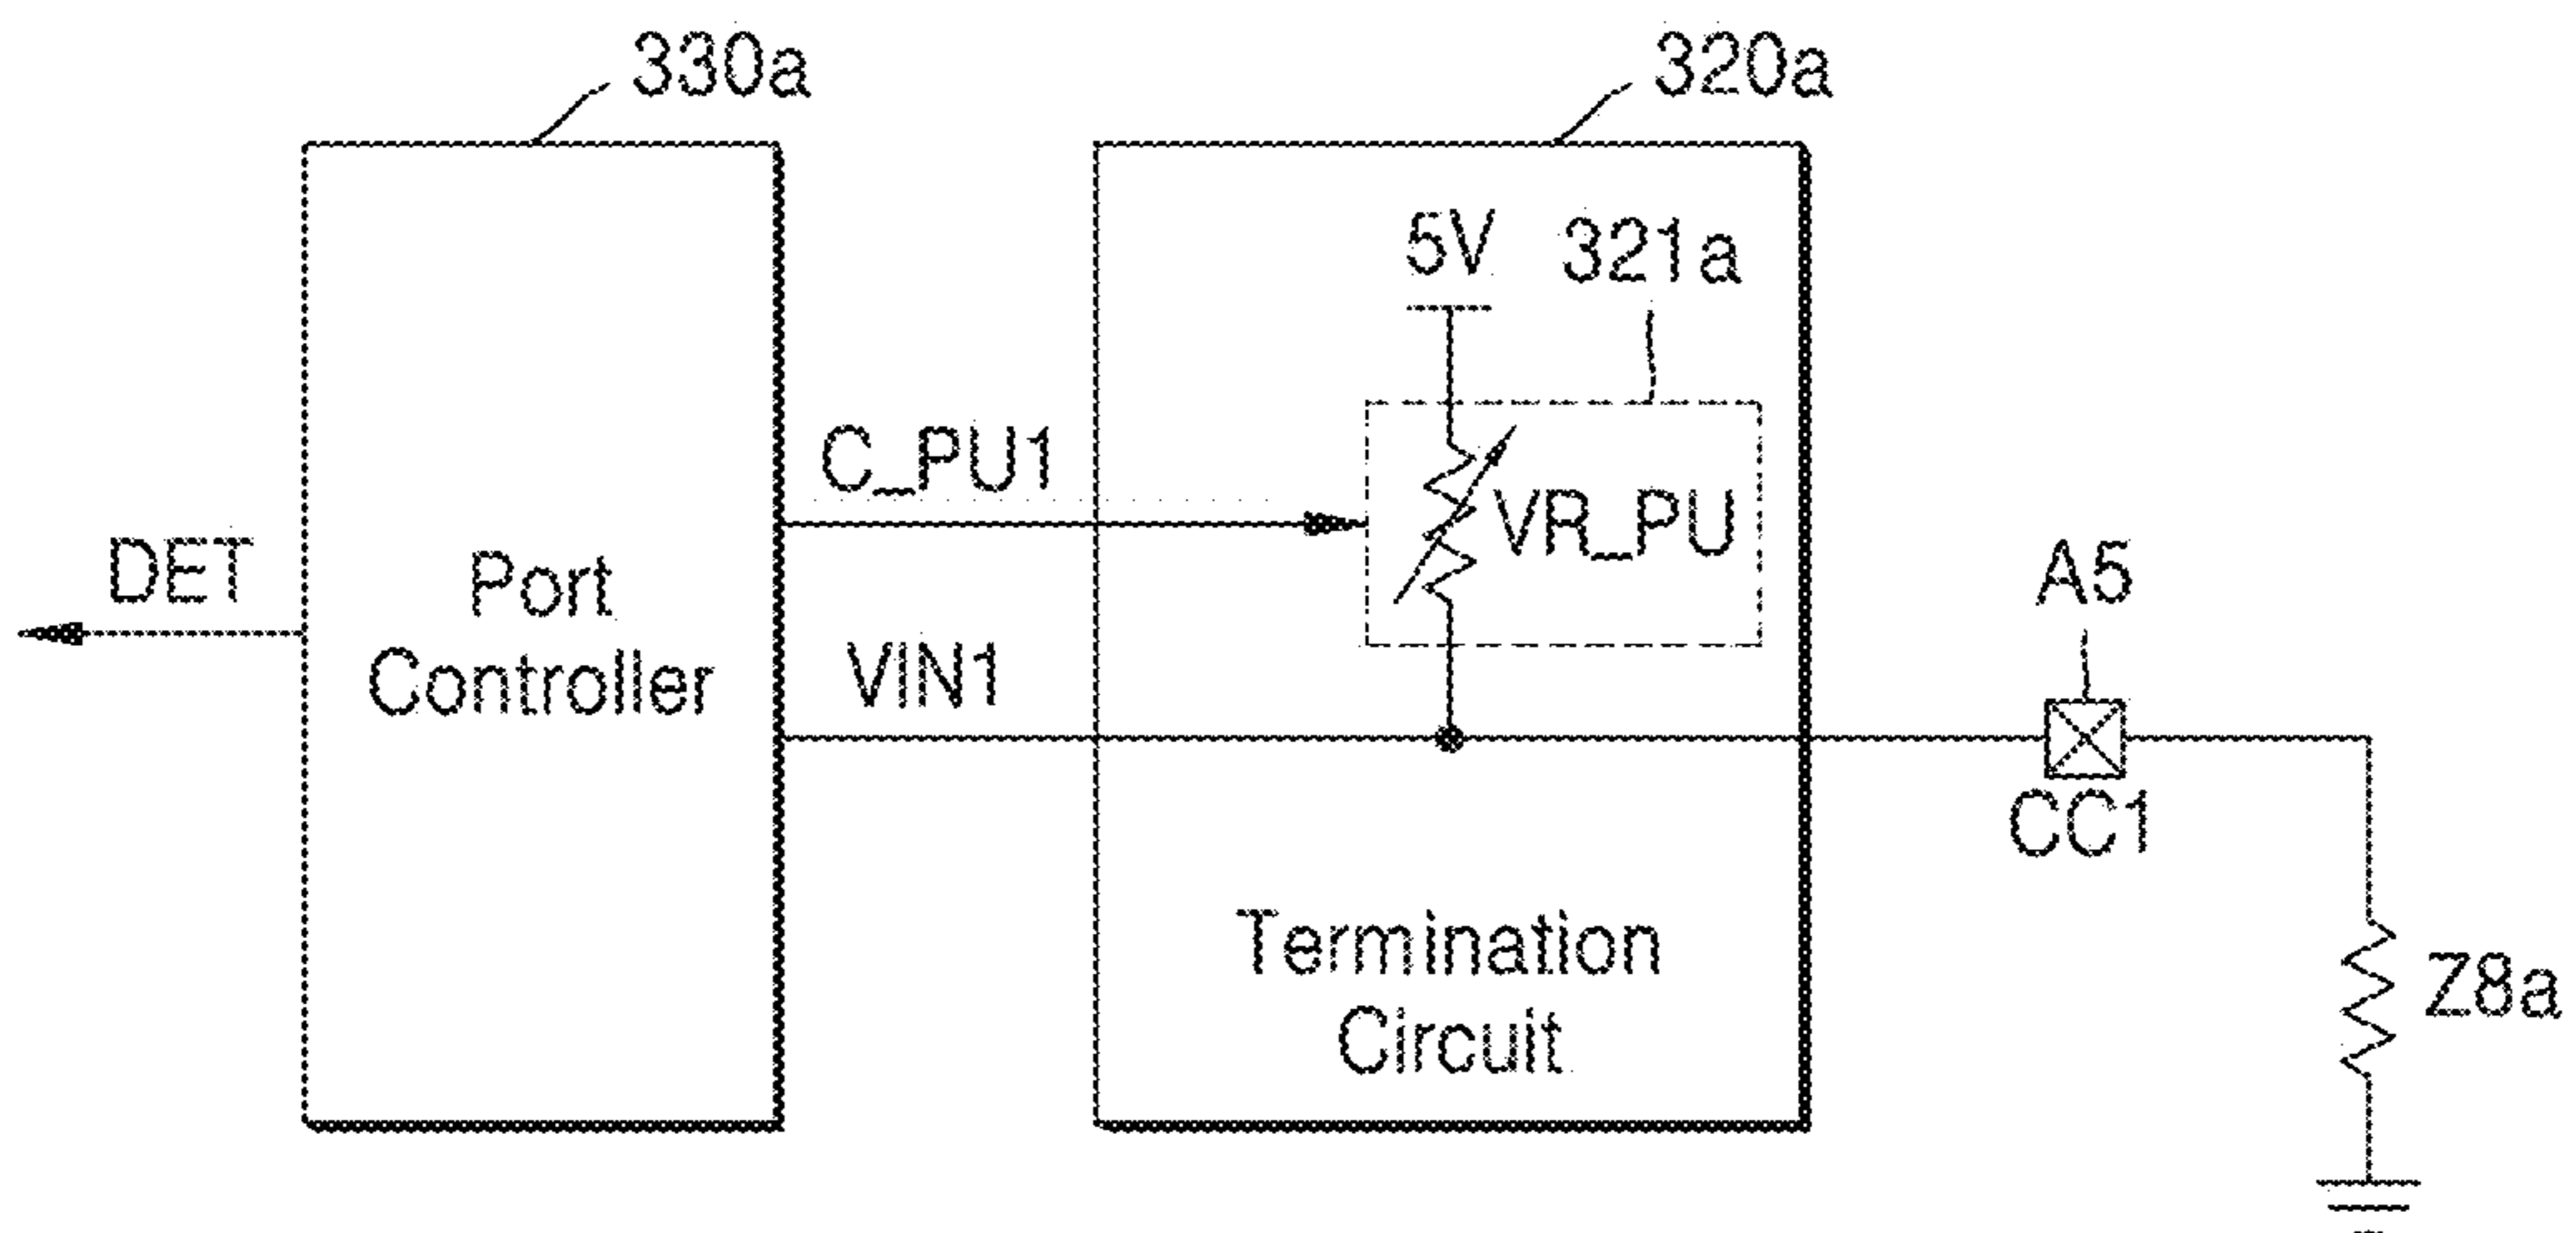 330a
320a
5V
321a
C_PU1
VR_PU
DET
Port
Controller
VIN1
A5
CC1
Termination
Circuit
Z8a